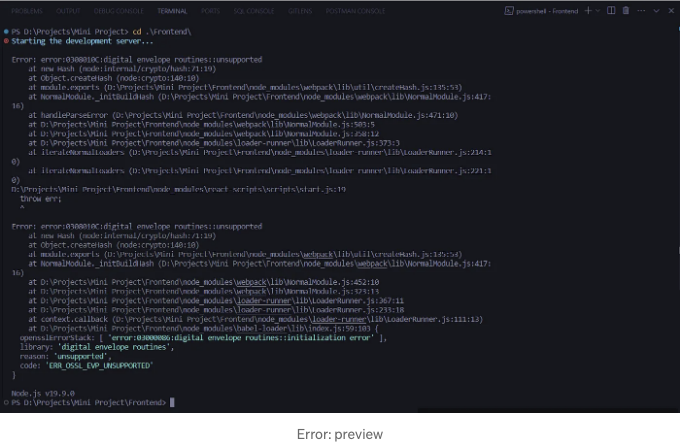 PROBLEMS OUTPUT DEBUG CONSOLE TERMINAL PORTS SQL CONSOLE GITLENS POSTMAN CONSOLE powershell - Frontend
PS D:\Projects\Mini Project> cd .\Frontend\
Starting the development server...
Error: error:0308010C:digital envelope routines::unsupported
at new Hash (node:internal/crypto/hash:71:19)
at Object.createHash (node:crypto:140:10)
at module.exports (D:\Projects\Mini Project\Frontend\node_modules\webpack\lib\util\createHash.js:135:53)
at NormalModule._initBuildHash (D:\Projects\Mini Project\Frontend\node_modules\webpack\lib\NormalModule.js:417:
16)
at handleParseError (D:\Projects\Mini Project\Frontend\node_modules\webpack\lib\NormalModule.js:471:10)
at D:\Projects\Mini Project\Frontend\node_modules\webpack\lib\NormalModule.js:503:5
at D:\Projects\Mini Project\Frontend\node_modules\webpack\lib\NormalModule.js:358:12
at D:\Projects\Mini Project\Frontend\node_modules\loader-runner\lib\LoaderRunner.js:373:3
at iterateNormalLoaders (D:\Projects\Mini Project\Frontend\node_modules\loader-runner\lib\LoaderRunner.js:214:1
0)
at iterateNormalLoaders (D:\Projects\Mini Project\Frontend\node_modules\loader-runner\lib\LoaderRunner.js:221:1
0)
D:\Projects\Mini Project\Frontend\node_modules\react-scripts\scripts\start.js:19
throw err;
^
Error: error:0308010C:digital envelope routines::unsupported
at new Hash (node:internal/crypto/hash:71:19)
at Object.createHash (node:crypto:140:10)
at module.exports (D:\Projects\Mini Project\Frontend\node_modules\webpack\lib\util\createHash.js:135:53)
at NormalModule._initBuildHash (D:\Projects\Mini Project\Frontend\node_modules\webpack\lib\NormalModule.js:417:
16)
at D:\Projects\Mini Project\Frontend\node_modules\webpack\lib\NormalModule.js:452:10
at D:\Projects\Mini Project\Frontend\node_modules\webpack\lib\NormalModule.js:323:13
at D:\Projects\Mini Project\Frontend\node_modules\loader-runner\lib\LoaderRunner.js:367:11
at D:\Projects\Mini Project\Frontend\node_modules\loader-runner\lib\LoaderRunner.js:233:18
at context.callback (D:\Projects\Mini Project\Frontend\node_modules\loader-runner\lib\LoaderRunner.js:111:13)
at D:\Projects\Mini Project\Frontend\node_modules\babel-loader\lib\index.js:59:103 {
opensslErrorStack: [ 'error:03000086:digital envelope routines::initialization error' ],
library: 'digital envelope routines',
reason: 'unsupported',
code: 'ERR_OSSL_EVP_UNSUPPORTED'
}
Node.js v19.9.0
PS D:\Projects\Mini Project\Frontend>
Error: preview